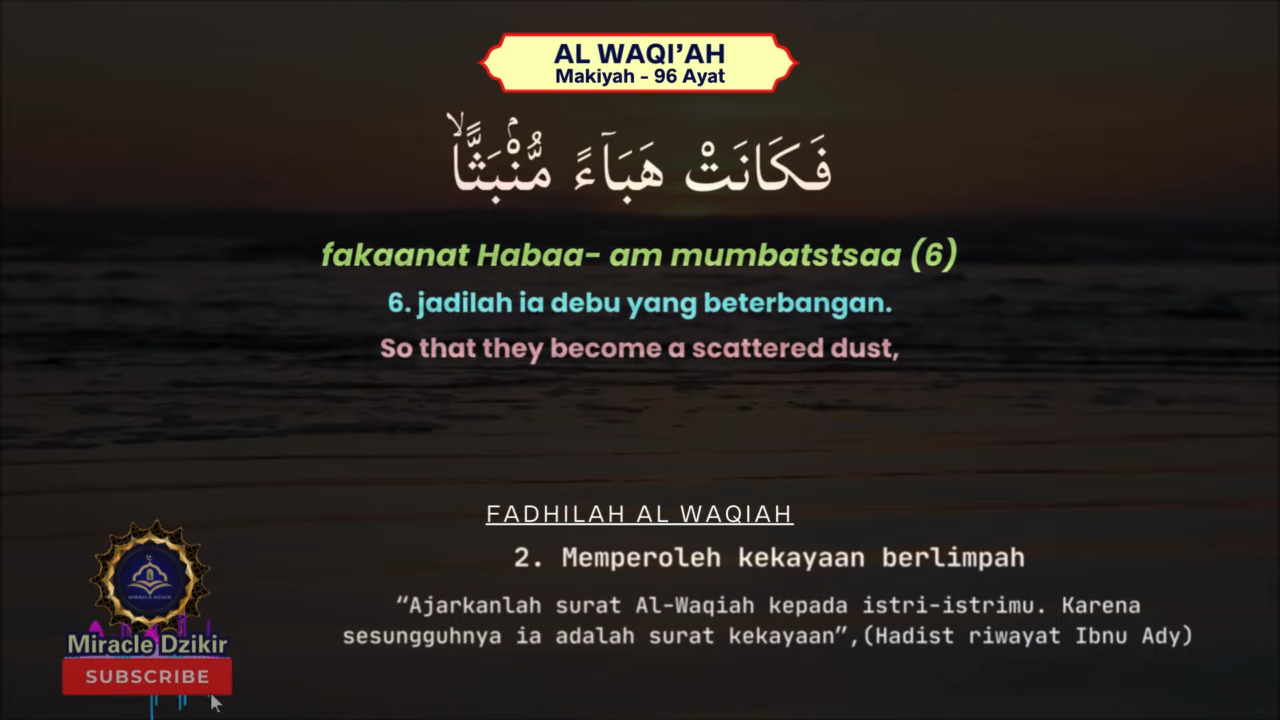 AL WAQI’AH
Makiyah - 96 Ayat
فَكَانَتْ هَبَاۤءً مُّنْۢبَثًّاۙ
fakaanat Habaa- am mumbatstsaa (6)
6. jadilah ia debu yang beterbangan.
So that they become a scattered dust,
FADHILAH AL WAQIAH
2. Memperoleh kekayaan berlimpah
“Ajarkanlah surat Al-Waqiah kepada istri-istrimu. Karena
sesungguhnya ia adalah surat kekayaan”,(Hadist riwayat Ibnu Ady)
MIRACLE DZIKIR
Miracle Dzikir
SUBSCRIBE